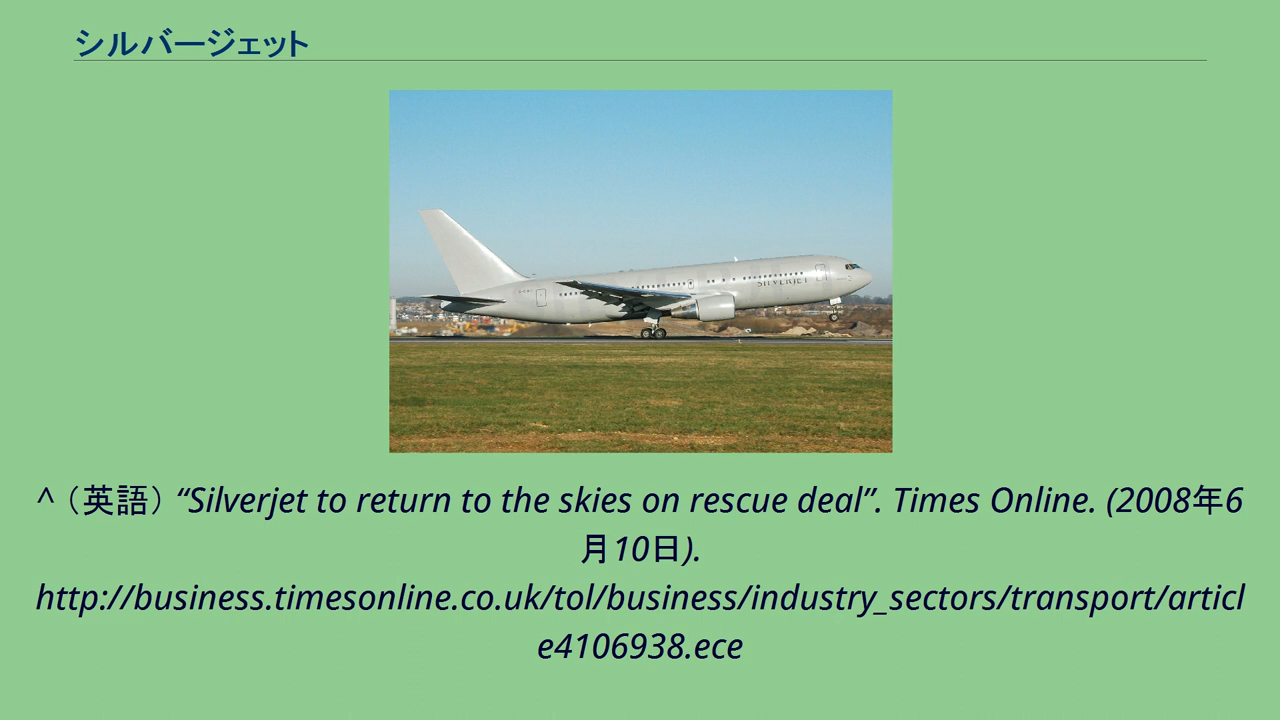 シルバージェット
SILVERJET
^ （英語） “Silverjet to return to the skies on rescue deal”. Times Online. (2008年6
月10日).
http://business.timesonline.co.uk/tol/business/industry_sectors/transport/articl
e4106938.ece